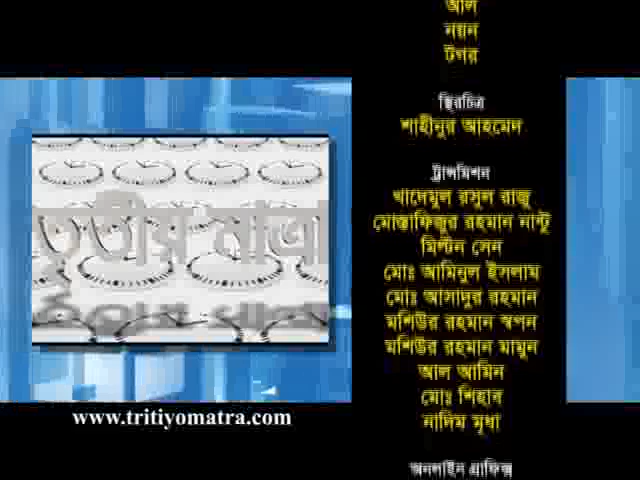 আল
নয়ন
টগর
স্থিরচিত্র
শাহীনুর আহমেদ
ট্রান্সমিশন
খাদেমুল রসুল রাজু
মোস্তাফিজুর রহমান নান্টু
মিল্টন সেন
মোঃ আমিনুল ইসলাম
মোঃ আসাদুর রহমান
মশিউর রহমান স্বপন
মশিউর রহমান মামুন
আল আমিন
মোঃ শিহাব
নাদিম মৃধা
অনলাইন গ্রাফিক্স
তৃতীয় মাত্রা
www.tritiyomatra.com